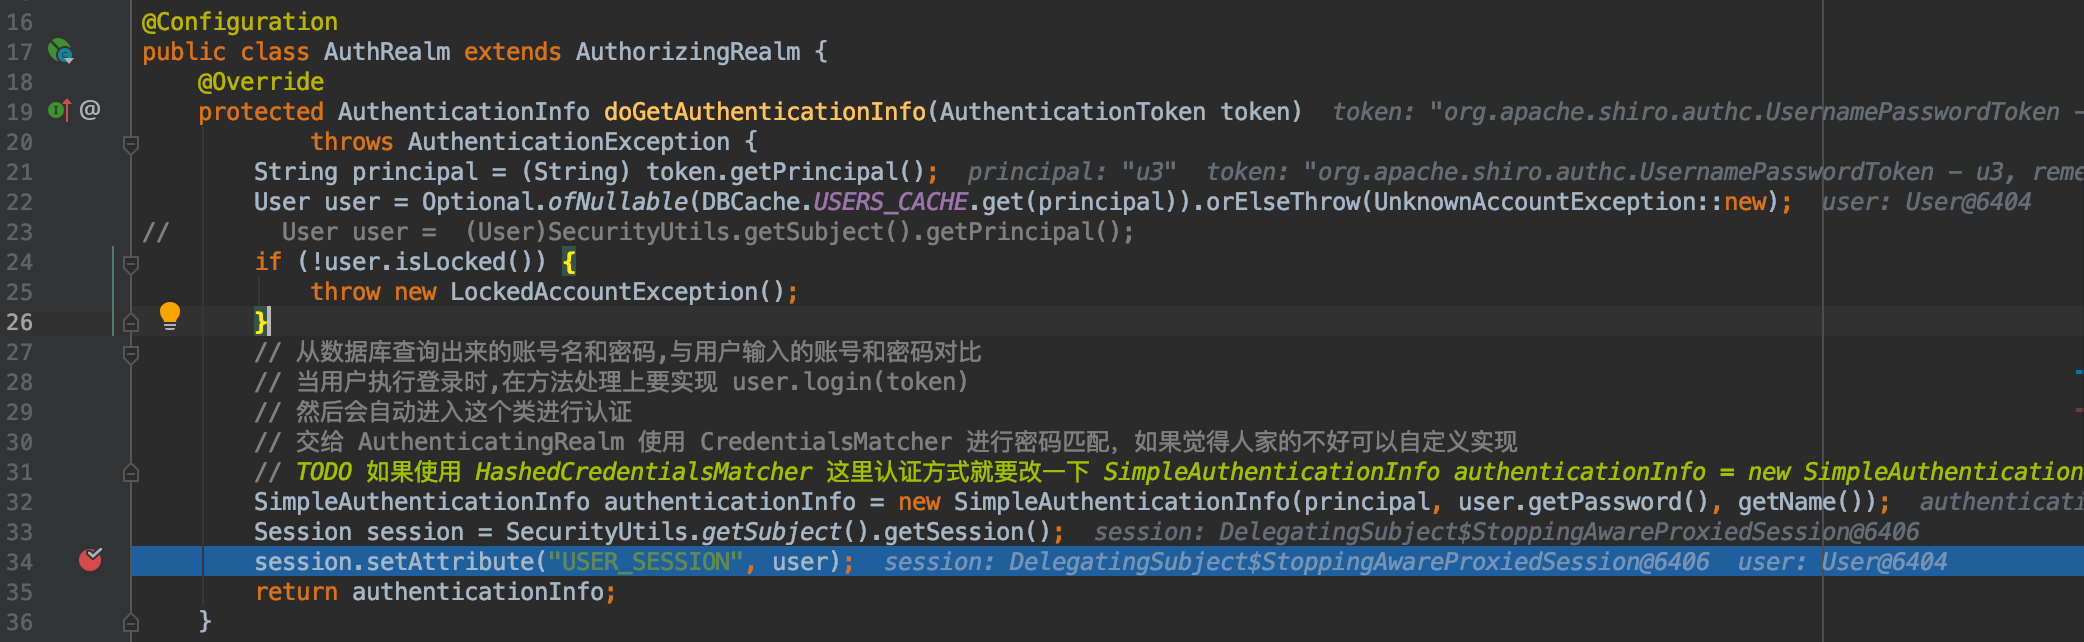 16 @Configuration
17 public class AuthRealm extends AuthorizingRealm {
18 @Override
19 @ protected AuthenticationInfo doGetAuthenticationInfo(AuthenticationToken token) token: "org.apache.shiro.authc.UsernamePasswordToken –
20 throws AuthenticationException {
21 String principal = (String) token.getPrincipal(); principal: "u3" token: "org.apache.shiro.authc.UsernamePasswordToken – u3, reme
22 User user = Optional.ofNullable(DBCache.USERS_CACHE.get(principal)).orElseThrow(UnknownAccountException::new); user: User@6404
23 // User user = (User)SecurityUtils.getSubject().getPrincipal();
24 if (!user.isLocked()) {
25 throw new LockedAccountException();
26 }
27 // 从数据库查询出来的账号名和密码,与用户输入的账号和密码对比
28 // 当用户执行登录时,在方法处理上要实现 user.login(token)
29 // 然后会自动进入这个类进行认证
30 // 交给 AuthenticatingRealm 使用 CredentialsMatcher 进行密码匹配，如果觉得人家的不好可以自定义实现
31 // TODO 如果使用 HashedCredentialsMatcher 这里认证方式就要改一下 SimpleAuthenticationInfo authenticationInfo = new SimpleAuthentication
32 SimpleAuthenticationInfo authenticationInfo = new SimpleAuthenticationInfo(principal, user.getPassword(), getName()); authenticati
33 Session session = SecurityUtils.getSubject().getSession(); session: DelegatingSubject$StoppingAwareProxiedSession@6406
34 session.setAttribute("USER_SESSION", user); session: DelegatingSubject$StoppingAwareProxiedSession@6406 user: User@6404
35 return authenticationInfo;
36 }